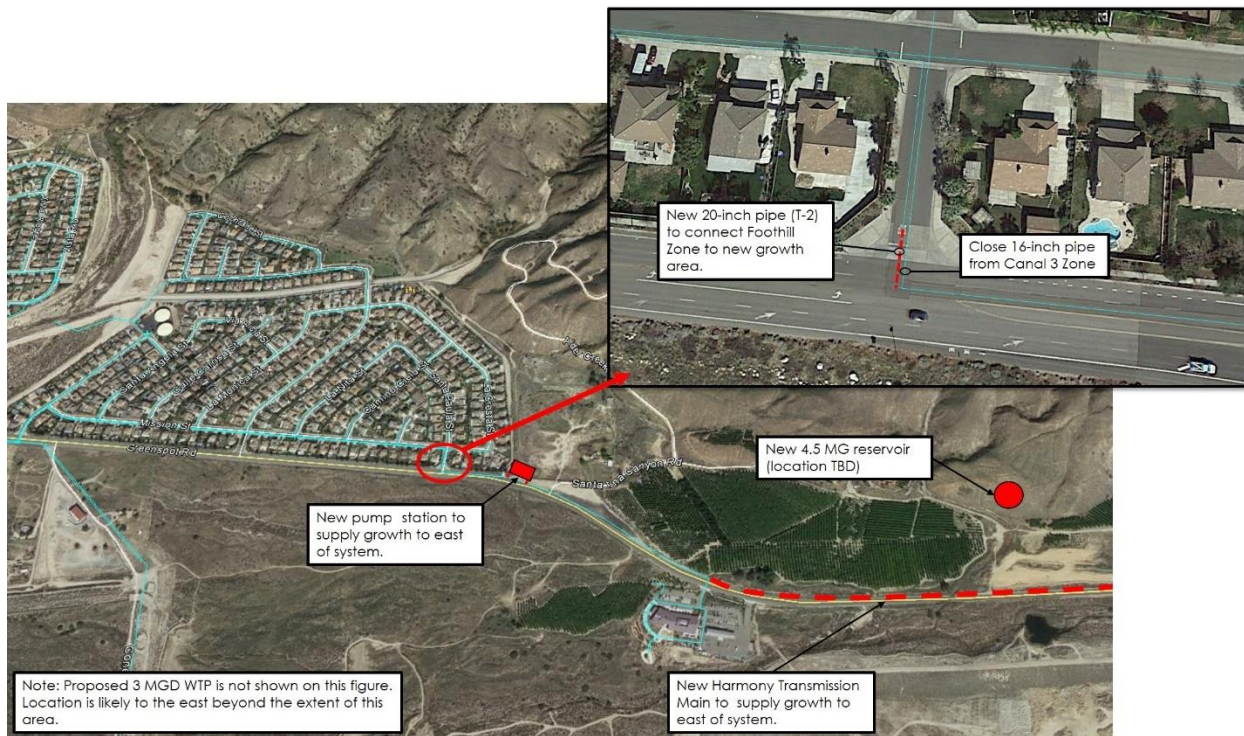 New 20-inch pipe (T-2)
to connect Foothill
Zone to new growth
area.
Close 16-inch pipe
from Canal 3 Zone
Mission St
Greenspot Rd
Santa Ana Canyon Rd
New 4.5 MG reservoir
(location TBD)
New pump station to
supply growth to east
of system.
Note: Proposed 3 MGD WTP is not shown on this figure.
Location is likely to the east beyond the extent of this
area.
New Harmony Transmission
Main to supply growth to
east of system.